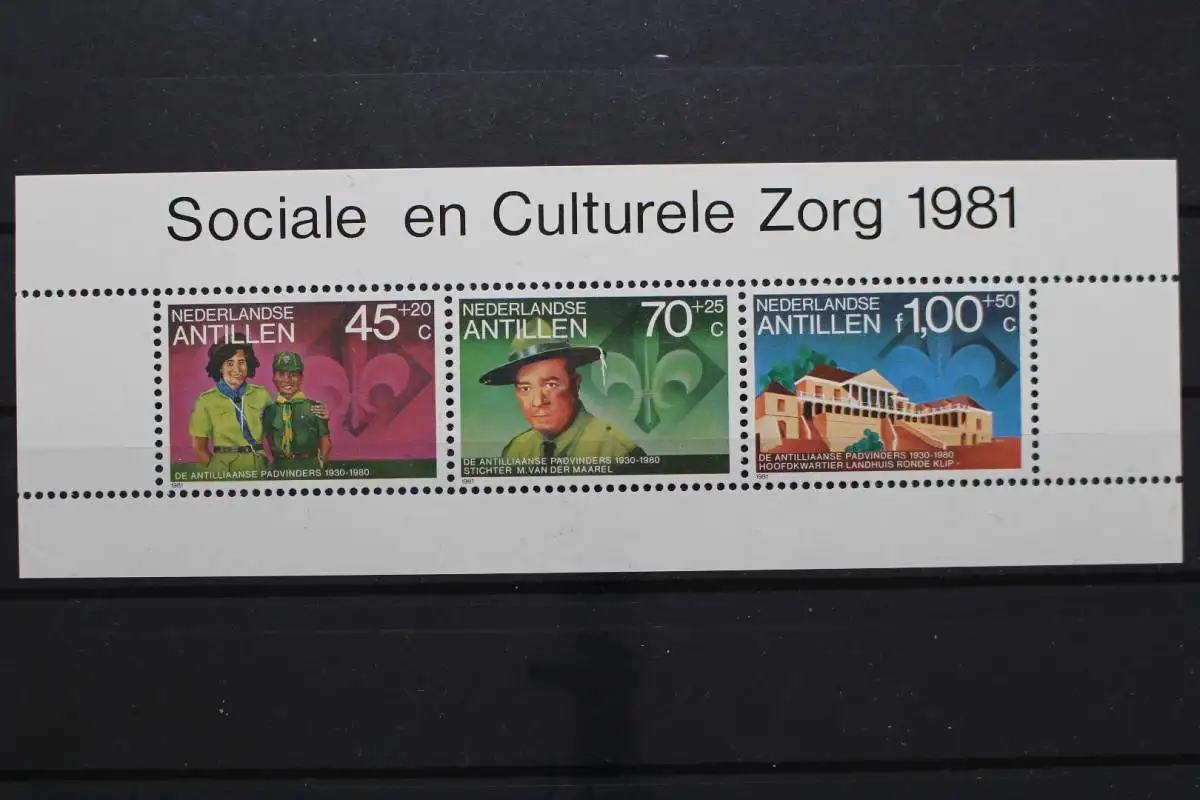 Sociale en Culturele Zorg 1981
NEDERLANDSE
ANTILLEN
45+20
C
DE ANTILLIAANSE PADVINDERS 1930-1980
1981
NEDERLANDSE
ANTILLEN
70+25
C
DE ANTILLIAANSE PADVINDERS 1930-1980
STICHTER M. VAN DER MAAREL
1981
NEDERLANDSE
ANTILLEN
f1,00+50
C
DE ANTILLIAANSE PADVINDERS 1930-1980
HOOFDKWARTIER LANDHUIS RONDE KLIP-
1981